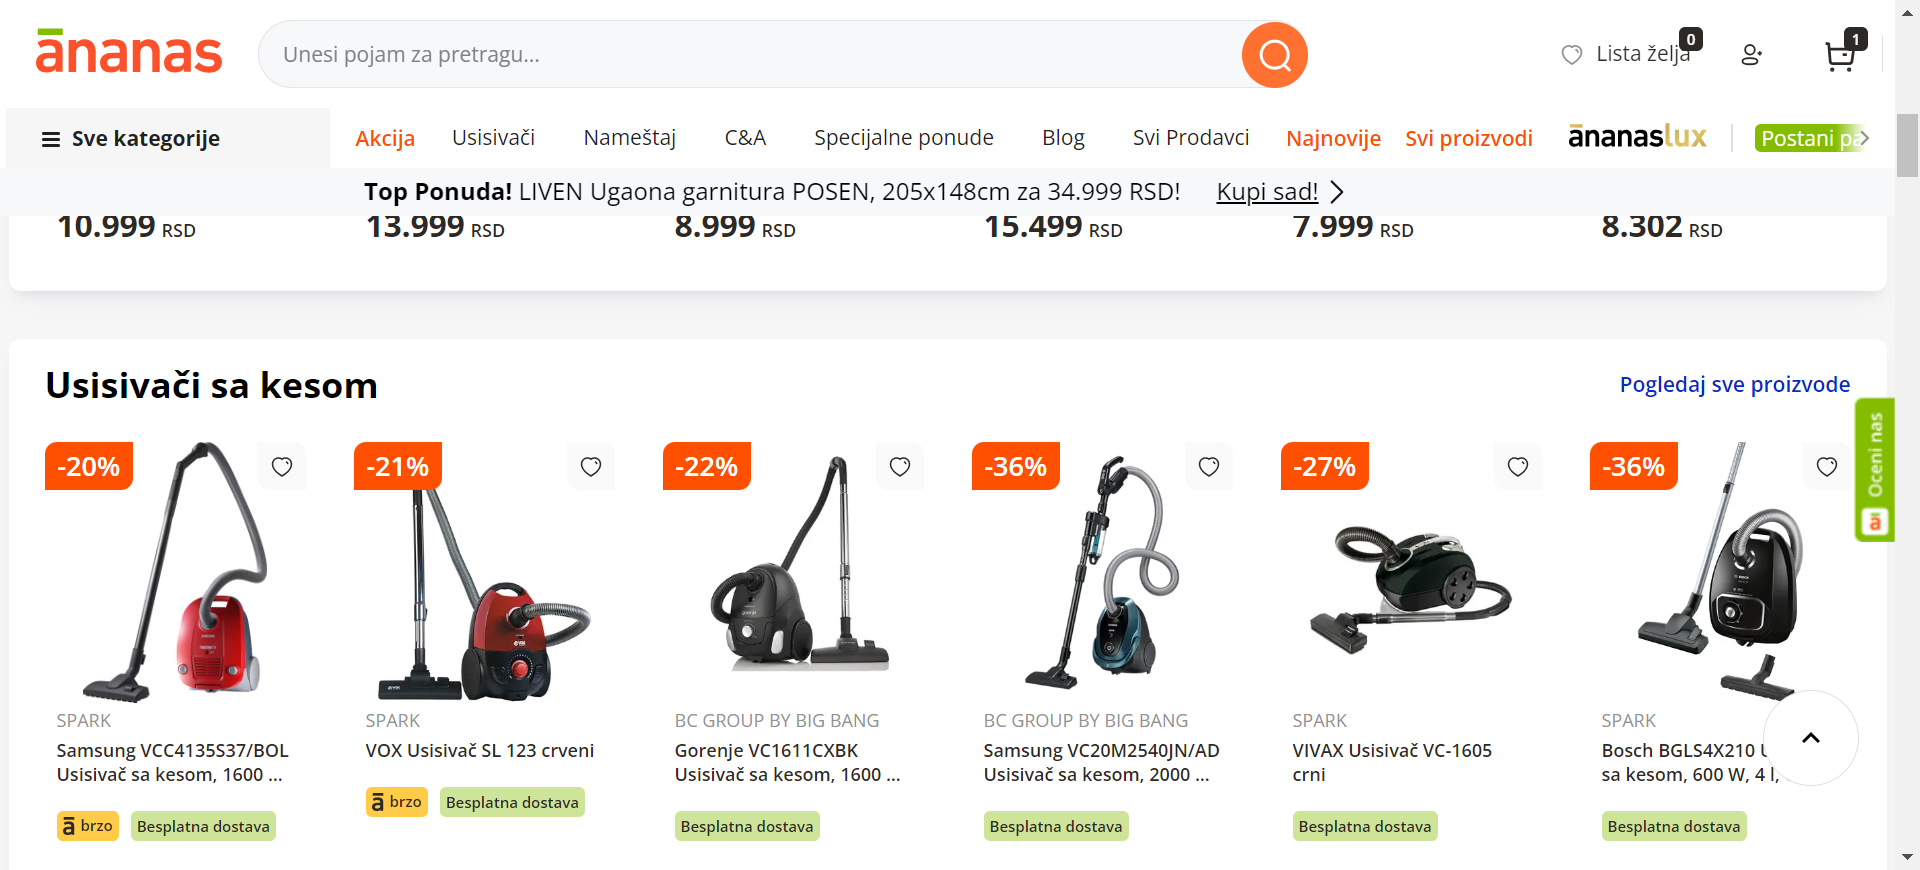 ānanas
Unesi pojam za pretragu...
Lista želja
0
1
Sve kategorije
Akcija
Usisivači
Nameštaj
C&A
Specijalne ponude
Blog
Svi Prodavci
Najnovije
Svi proizvodi
ānanaslux
Postani pa
Top Ponuda! LIVEN Ugaona garnitura POSEN, 205x148cm za 34.999 RSD! Kupi sad!
10.999 RSD
13.999 RSD
8.999 RSD
15.499 RSD
7.999 RSD
8.302 RSD
Usisivači sa kesom
Pogledaj sve proizvode
Oceni nas
-20%
-21%
-22%
-36%
-27%
-36%
SPARK
Samsung VCC4135S37/BOL
Usisivač sa kesom, 1600 ...
ā brzo
Besplatna dostava
SPARK
VOX Usisivač SL 123 crveni
ā brzo
Besplatna dostava
BC GROUP BY BIG BANG
Gorenje VC1611CXBK
Usisivač sa kesom, 1600 ...
Besplatna dostava
BC GROUP BY BIG BANG
Samsung VC20M2540JN/AD
Usisivač sa kesom, 2000 ...
Besplatna dostava
SPARK
VIVAX Usisivač VC-1605
crni
Besplatna dostava
SPARK
Bosch BGLS4X210
sa kesom, 600 W, 4 l,
Besplatna dostava